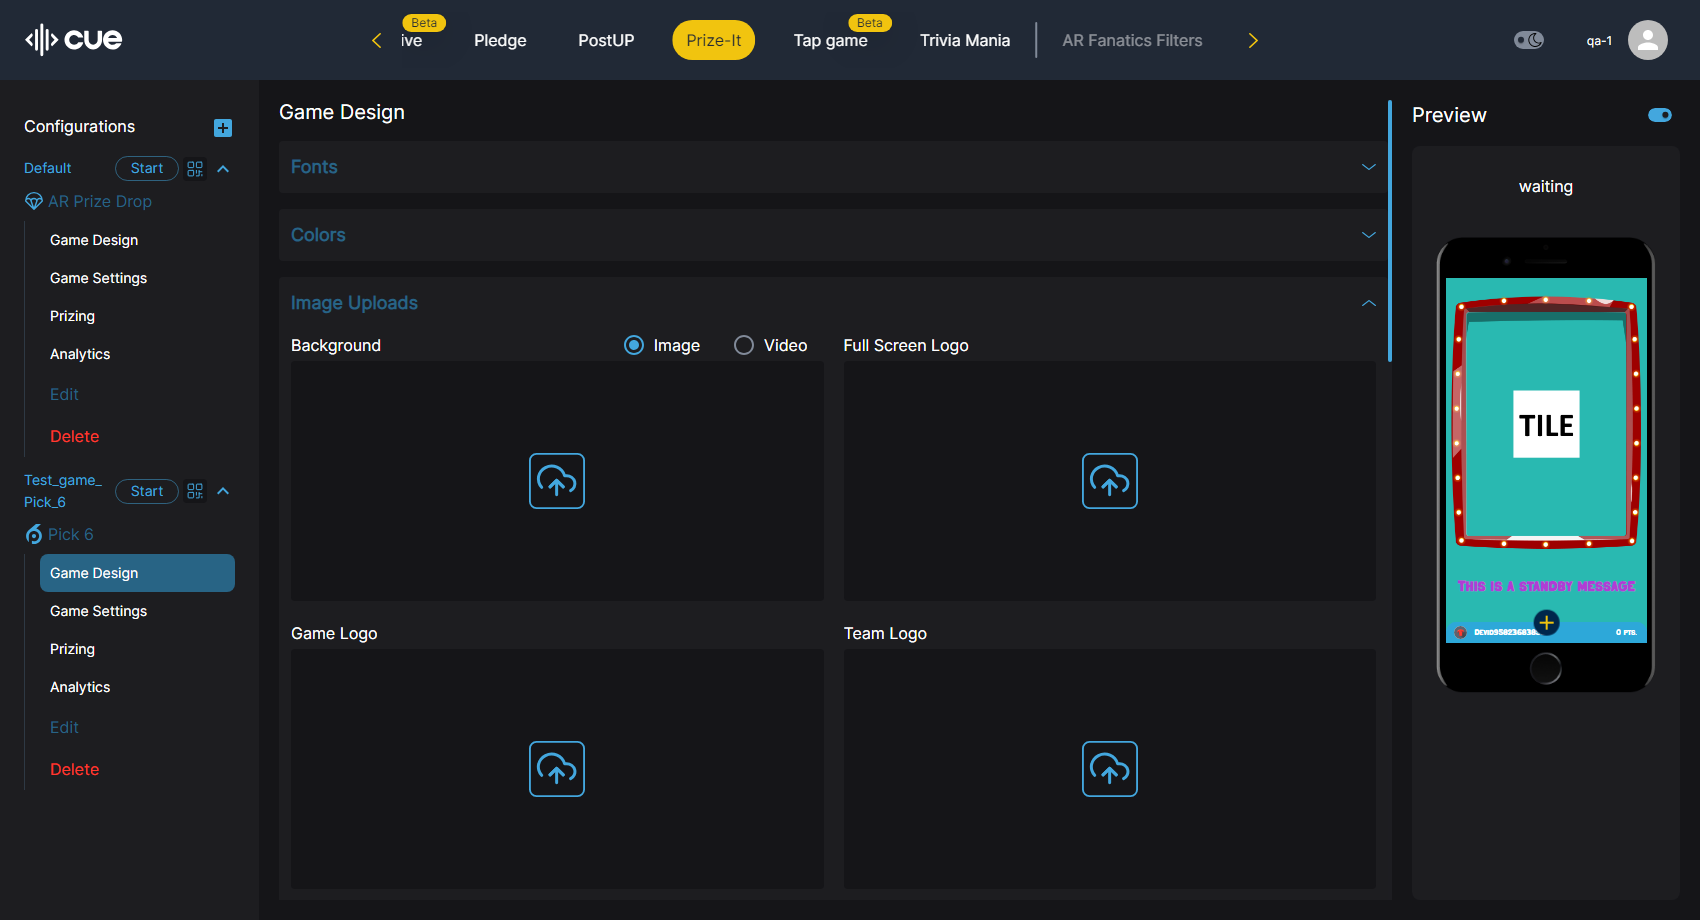 cue
Beta
ive
Pledge
PostUP
Prize-It
Beta
Tap game
Trivia Mania
AR Fanatics Filters
qa-1
Configurations
Default
Start
AR Prize Drop
Game Design
Game Settings
Prizing
Analytics
Edit
Delete
Test_game_
Pick_6
Start
Pick 6
Game Design
Game Settings
Prizing
Analytics
Edit
Delete
Game Design
Fonts
Colors
Image Uploads
Background
Image
Video
Full Screen Logo
Game Logo
Team Logo
Preview
waiting
TILE
This is a standby message
0 pts.